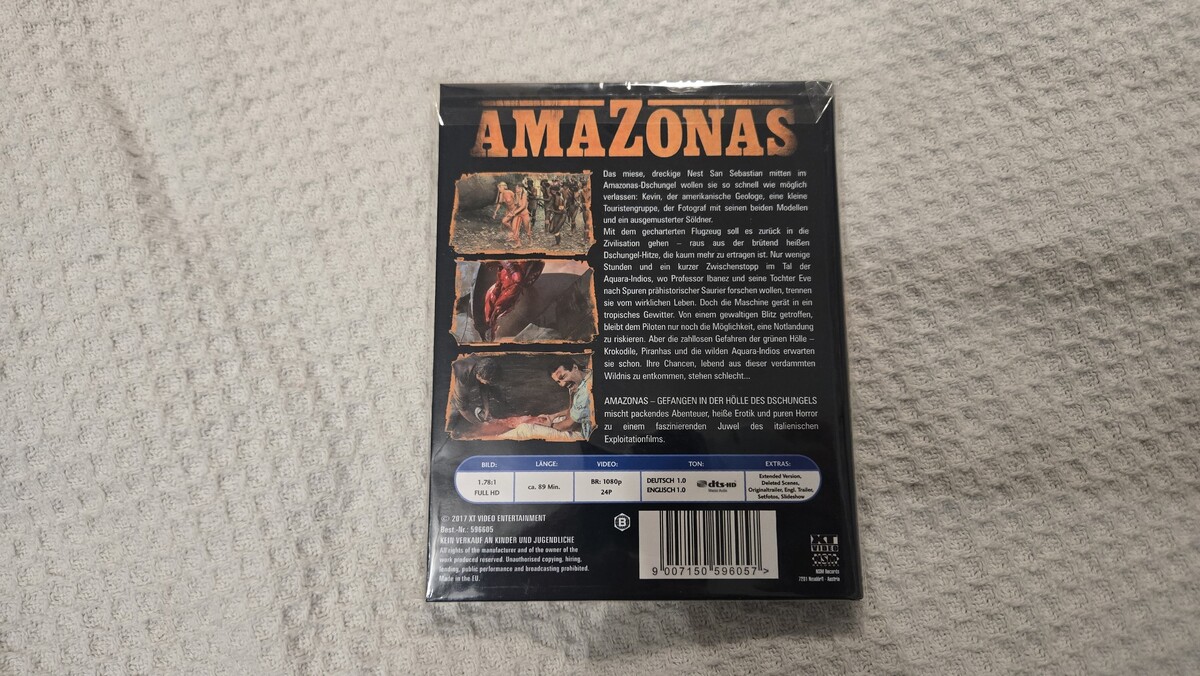 AMAZONAS
Das miese, dreckige Nest San Sebastian mitten im
Amazonas-Dschungel wollen sie so schnell wie möglich
verlassen: Kevin, der amerikanische Geologe, eine kleine
Touristengruppe, der Fotograf mit seinen beiden Modellen
und ein ausgemusterter Söldner.
Mit dem gecharterten Flugzeug soll es zurück in die
Zivilisation gehen – raus aus der brütend heißen
Dschungel-Hitze, die kaum mehr zu ertragen ist. Nur wenige
Stunden und ein kurzer Zwischenstopp im Tal der
Aquara-Indios, wo Professor Ibanez und seine Tochter Eve
nach Spuren prähistorischer Saurier forschen wollen, trennen
sie vom wirklichen Leben. Doch die Maschine gerät in ein
tropisches Gewitter. Von einem gewaltigen Blitz getroffen,
bleibt dem Piloten nur noch die Möglichkeit, eine Notlandung
zu riskieren. Aber die zahllosen Gefahren der grünen Hölle –
Krokodile, Piranhas und die wilden Aquara-Indios erwarten
sie schon. Ihre Chancen, lebend aus dieser verdammten
Wildnis zu entkommen, stehen schlecht...
AMAZONAS – GEFANGEN IN DER HÖLLE DES DSCHUNGELS
mischt packendes Abenteuer, heiße Erotik und puren Horror
zu einem faszinierenden Juwel des italienischen
Exploitationfilms.
BILD: LÄNGE: VIDEO: TON: EXTRAS:
1.78:1
FULL HD
ca. 89 Min.
BR: 1080p
24P
DEUTSCH 1.0
ENGLISCH 1.0
dts-HD
Master Audio
Extended Version,
Deleted Scenes,
Originaltrailer, Engl. Trailer,
Setfotos, Slideshow
© 2017 XT VIDEO ENTERTAINMENT
Best.-Nr.: 596605
KEIN VERKAUF AN KINDER UND JUGENDLICHE
All rights of the manufacturer and of the owner of the
work produced reserved. Unauthorised copying, hiring,
lending, public performance and broadcasting prohibited.
Made in the EU.
B
9 007150 596057 >
XT
VIDEO